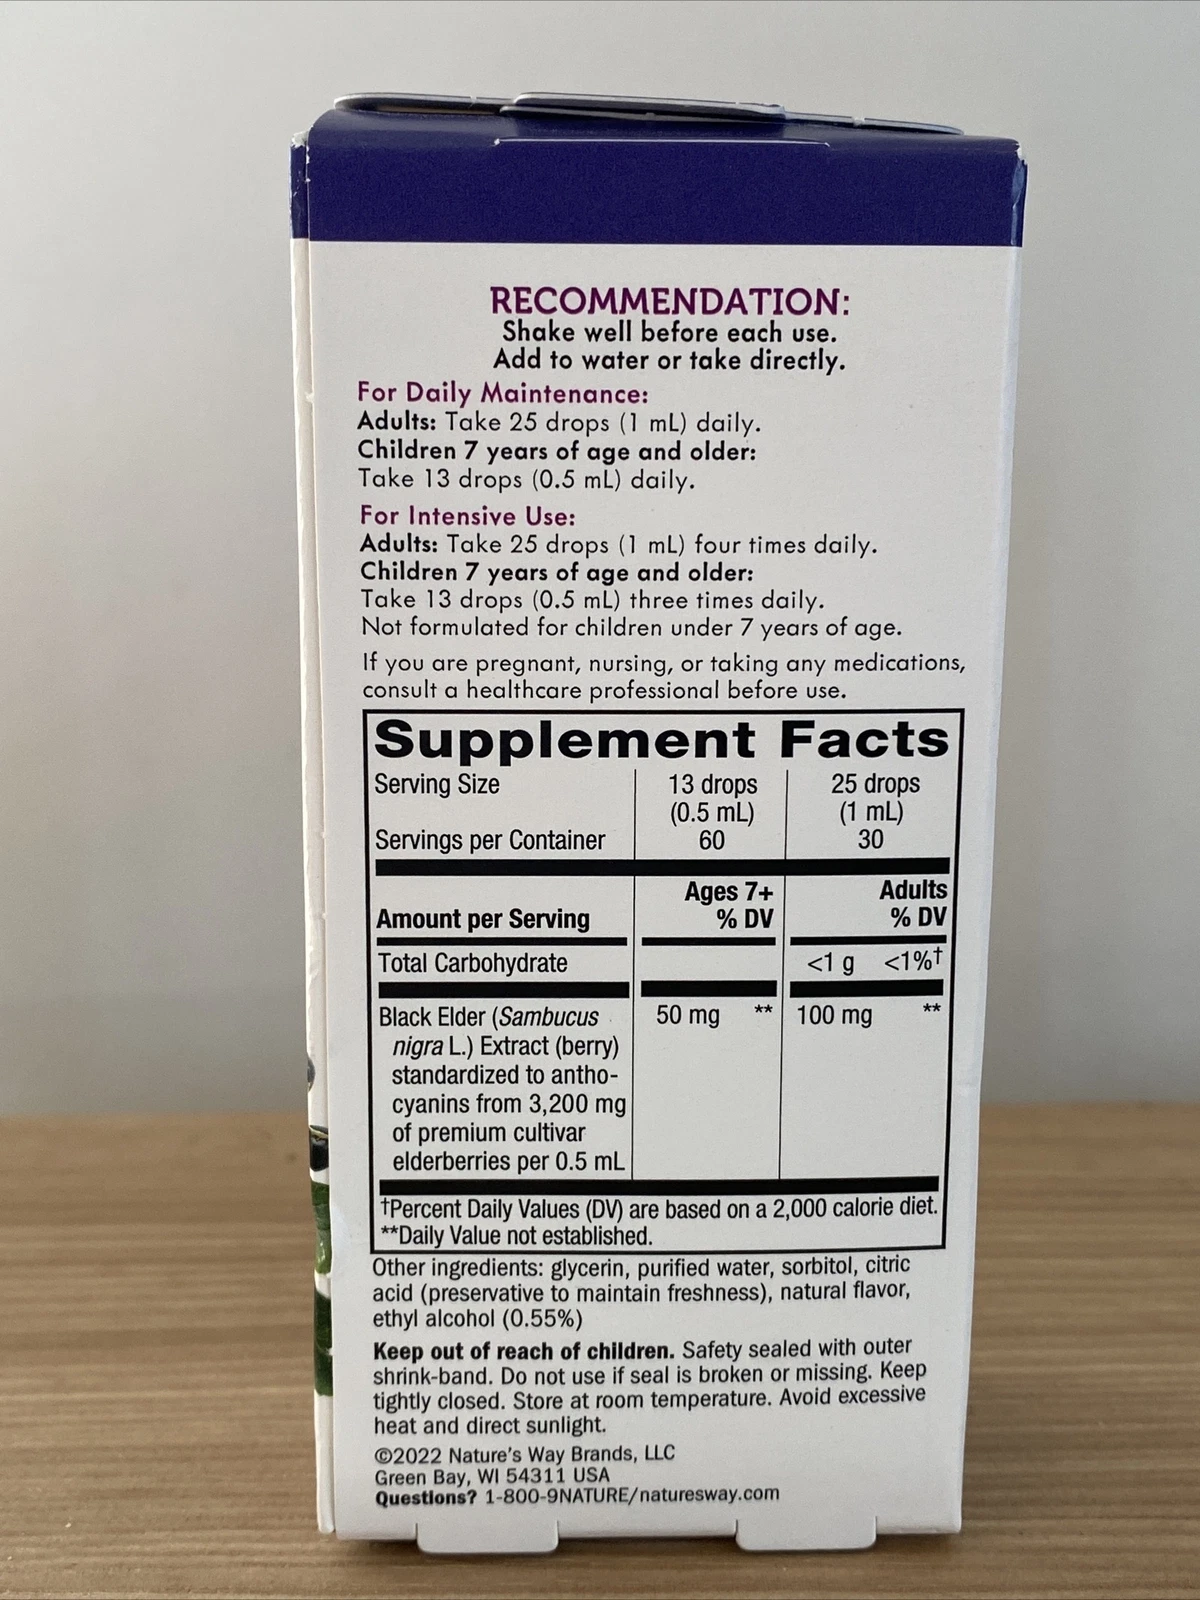 RECOMMENDATION:
Shake well before each use.
Add to water or take directly.
For Daily Maintenance:
Adults: Take 25 drops (1 mL) daily.
Children 7 years of age and older:
Take 13 drops (0.5 mL) daily.
For Intensive Use:
Adults: Take 25 drops (1 mL) four times daily.
Children 7 years of age and older:
Take 13 drops (0.5 mL) three times daily.
Not formulated for children under 7 years of age.
If you are pregnant, nursing, or taking any medications,
consult a healthcare professional before use.
Supplement Facts
Serving Size 13 drops 25 drops
(0.5 mL) (1 mL)
Servings per Container 60 30
Ages 7+ Adults
Amount per Serving % DV % DV
Total Carbohydrate <1 g <1%†
Black Elder (Sambucus 50 mg ** 100 mg **
nigra L.) Extract (berry)
standardized to antho-
cyanins from 3,200 mg
of premium cultivar
elderberries per 0.5 mL
†Percent Daily Values (DV) are based on a 2,000 calorie diet.
**Daily Value not established.
Other ingredients: glycerin, purified water, sorbitol, citric
acid (preservative to maintain freshness), natural flavor,
ethyl alcohol (0.55%)
Keep out of reach of children. Safety sealed with outer
shrink-band. Do not use if seal is broken or missing. Keep
tightly closed. Store at room temperature. Avoid excessive
heat and direct sunlight.
©2022 Nature's Way Brands, LLC
Green Bay, WI 54311 USA
Questions? 1-800-9NATURE/naturesway.com